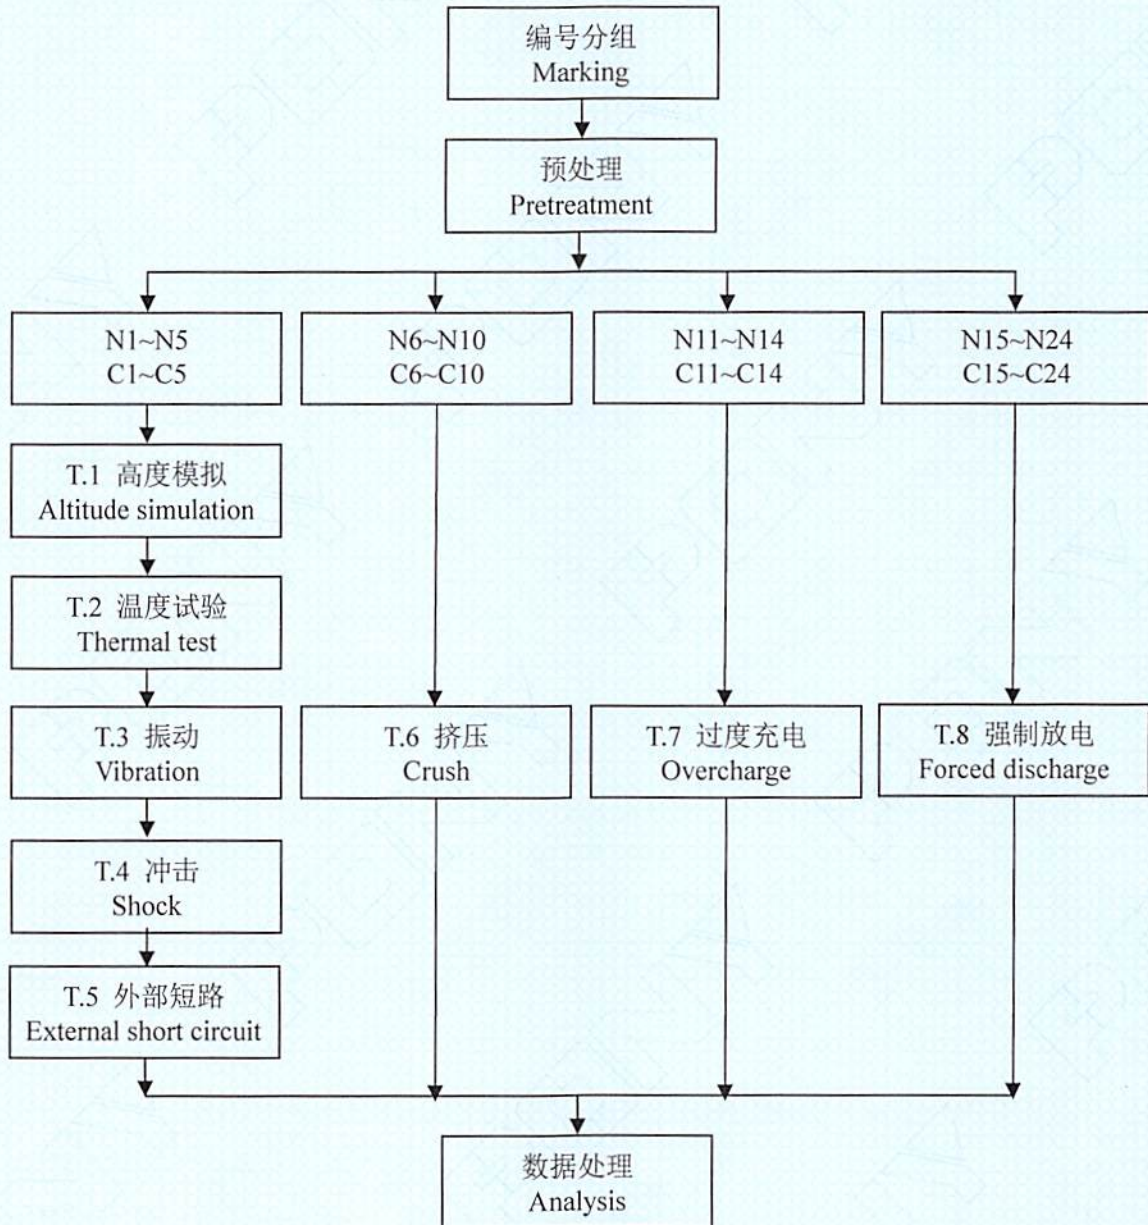 编号分组
Marking
预处理
Pretreatment
N1~N5
C1~C5
N6~N10
C6~C10
N11~N14
C11~C14
N15~N24
C15~C24
T.1 高度模拟
Altitude simulation
T.2 温度试验
Thermal test
T.3 振动
Vibration
T.6 挤压
Crush
T.7 过度充电
Overcharge
T.8 强制放电
Forced discharge
T.4 冲击
Shock
T.5 外部短路
External short circuit
数据处理
Analysis